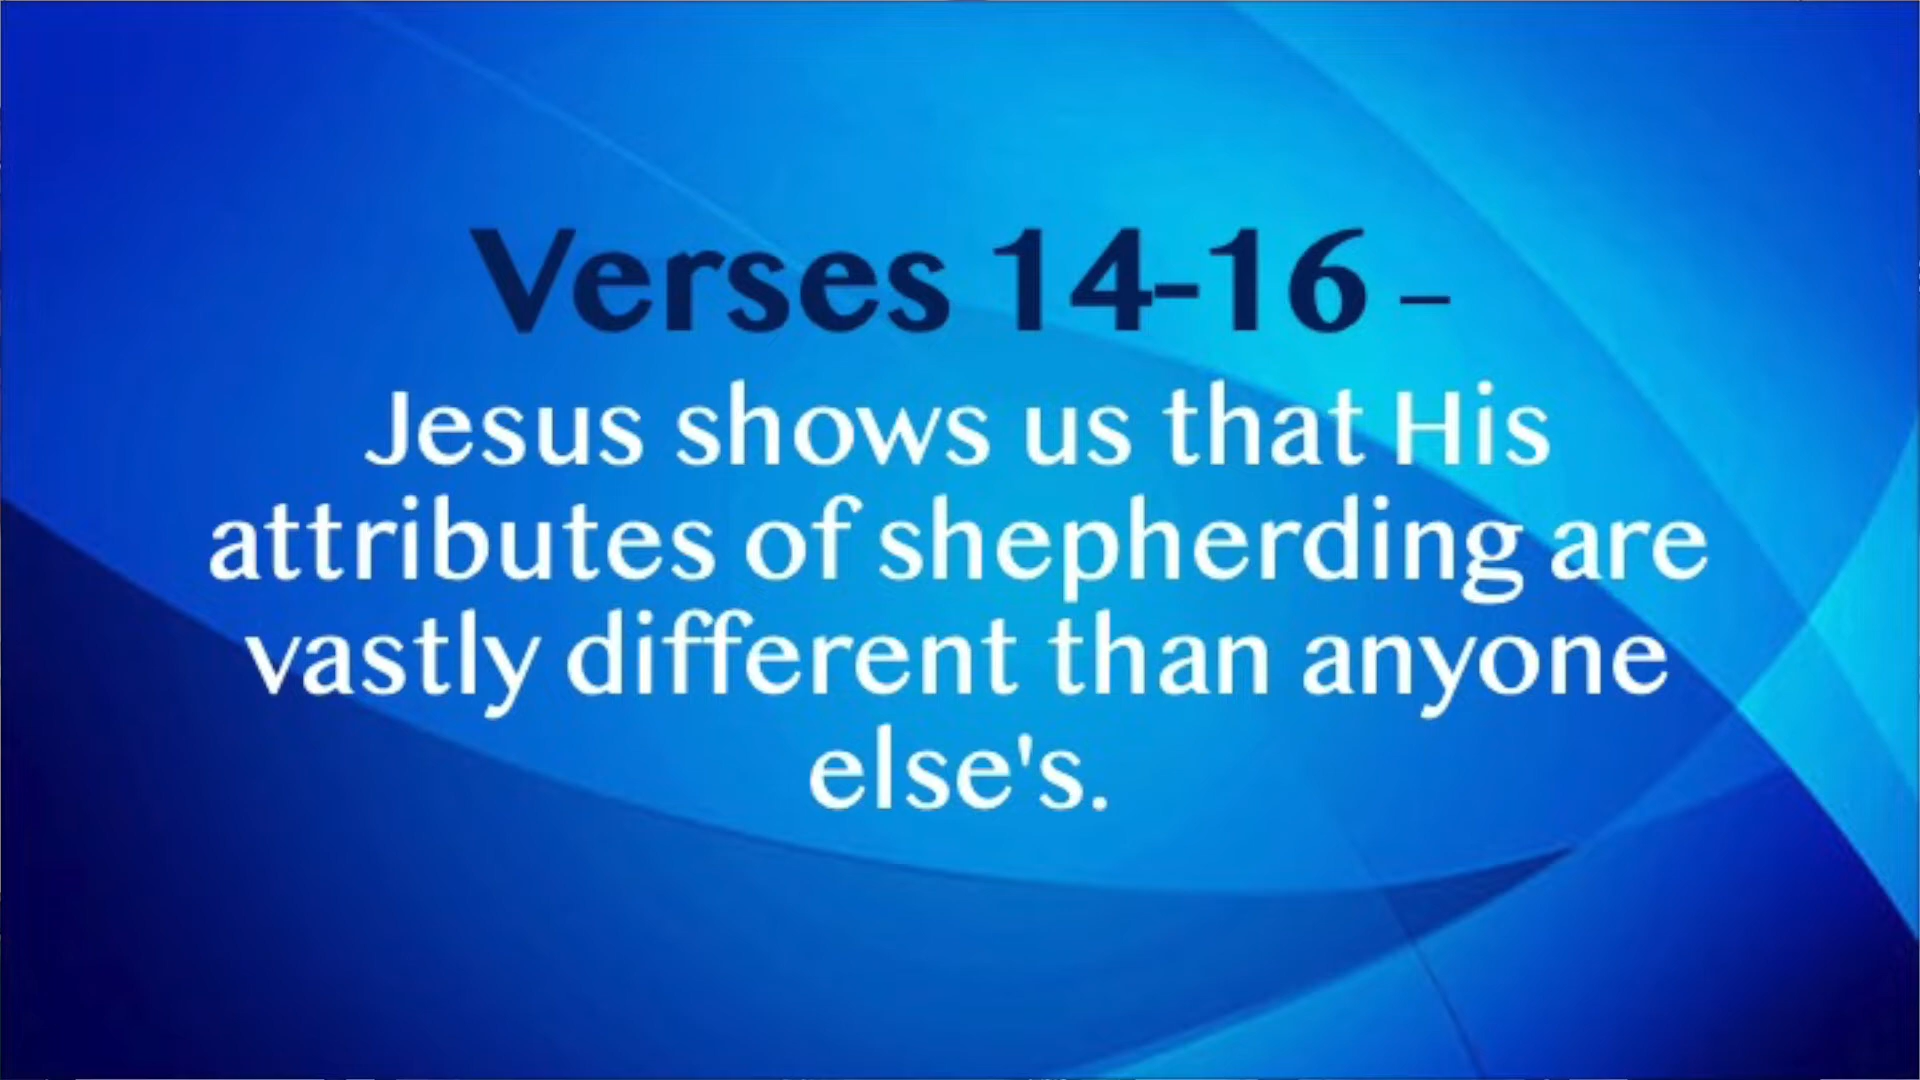 Verses 14-16 –
Jesus shows us that His
attributes of shepherding are
vastly different than anyone
else's.